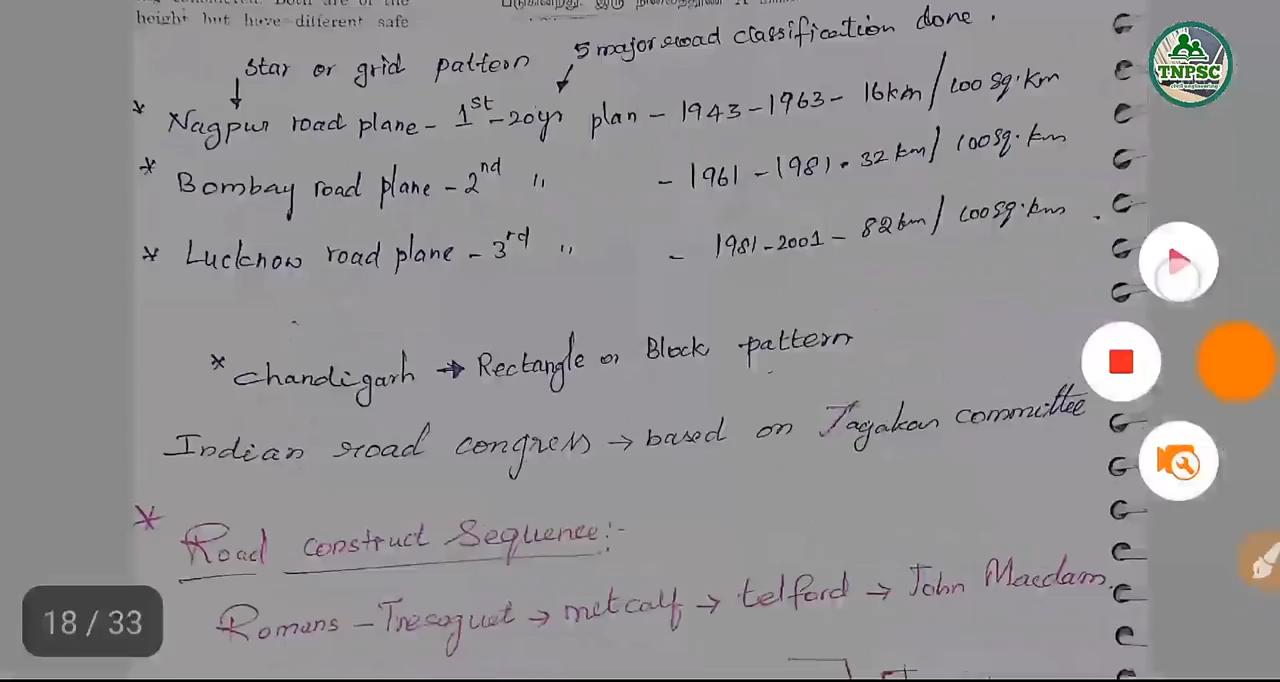 height but have different safe
Star or grid pattern
5 major road classification done.
* Nagpur road plane - 1st - 20yr plan - 1943 - 1963 - 16km / 100 sq.km
* Bombay road plane - 2nd " - 1961 - 1981. 32 km / 100 sq.km
* Lucknow road plane - 3rd " - 1981 - 2001 - 82 km / 100 sq.km.
* Chandigarh → Rectangle or Block pattern
Indian road congress → based on Jagakan committee
* Road construct Sequence:-
Romans - Tresaguet → metcalf → telford → John Macdam.
18 / 33
TNPSC